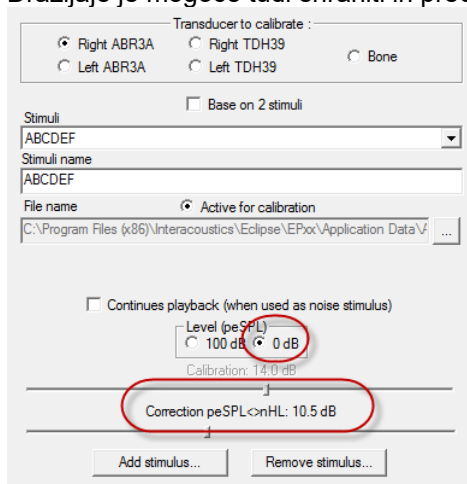 Transducer to calibrate :
Right ABR3A Right TDH39
Bone
Left ABR3A Left TDH39
Base on 2 stimuli
Stimuli
ABCDEF
Stimuli name
ABCDEF
File name Active for calibration
C:\Program Files (x86)\Interacoustics\Eclipse\EPxx\Application Data\ ...
Continues playback (when used as noise stimulus)
Level (peSPL)
100 dB 0 dB
Calibration: 14.0 dB
Correction peSPL<>nHL: 10.5 dB
Add stimulus... Remove stimulus...